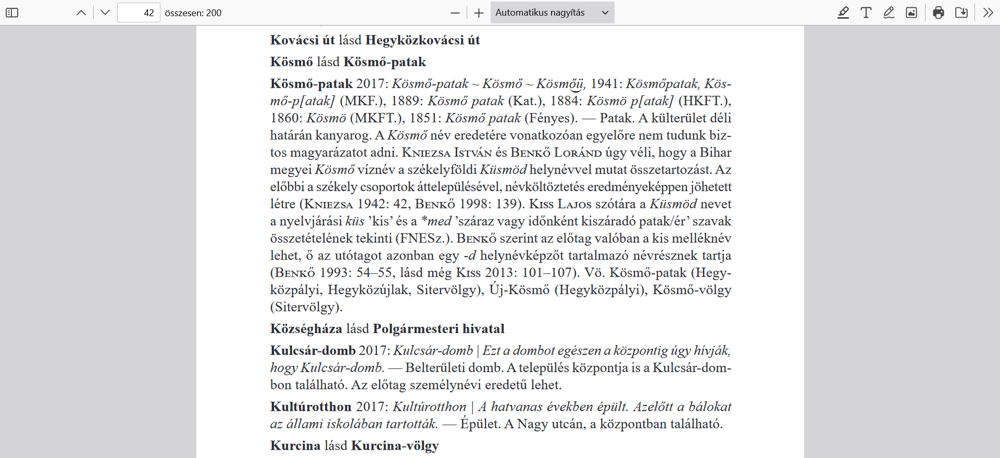 42 összesen: 200 Automatikus nagyítás
Kovácsi út lásd Hegyközkovácsi út
Kösmő lásd Kösmő-patak
Kösmő-patak 2017: Kösmő-patak ~ Kösmő ~ Kösmő̮ü, 1941: Kösmőpatak, Kös-
mő-p[atak] (MKF.), 1889: Kösmő patak (Kat.), 1884: Kösmö p[atak] (HKFT.),
1860: Kösmö (MKFT.), 1851: Kösmő patak (Fényes). — Patak. A külterület déli
határán kanyarog. A Kösmő név eredetére vonatkozóan egyelőre nem tudunk biz-
tos magyarázatot adni. Kniezsa István és Benkő Loránd úgy véli, hogy a Bihar
megyei Kösmő víznév a székelyföldi Küsmöd helynévvel mutat összetartozást. Az
előbbi a székely csoportok áttelepülésével, névköltöztetés eredményeképpen jöhetett
létre (Kniezsa 1942: 42, Benkő 1998: 139). Kiss Lajos szótára a Küsmöd nevet
a nyelvjárási küs ’kis’ és a *med ’száraz vagy időnként kiszáradó patak/ér’ szavak
összetételének tekinti (FNESz.). Benkő szerint az előtag valóban a kis melléknév
lehet, ő az utótagot azonban egy -d helynévképzőt tartalmazó névrésznek tartja
(Benkő 1993: 54–55, lásd még Kiss 2013: 101–107). Vö. Kösmő-patak (Hegy-
közpályi, Hegyközújlak, Sitervölgy), Új-Kösmő (Hegyközpályi), Kösmő-völgy
(Sitervölgy).
Községháza lásd Polgármesteri hivatal
Kulcsár-domb 2017: Kulcsár-domb | Ezt a dombot egészen a központig úgy hívják,
hogy Kulcsár-domb. — Belterületi domb. A település központja is a Kulcsár-dom-
bon található. Az előtag személynévi eredetű lehet.
Kultúrotthon 2017: Kultúrotthon | A hatvanas években épült. Azelőtt a bálokat
az állami iskolában tartották. — Épület. A Nagy utcán, a központban található.
Kurcina lásd Kurcina-völgy